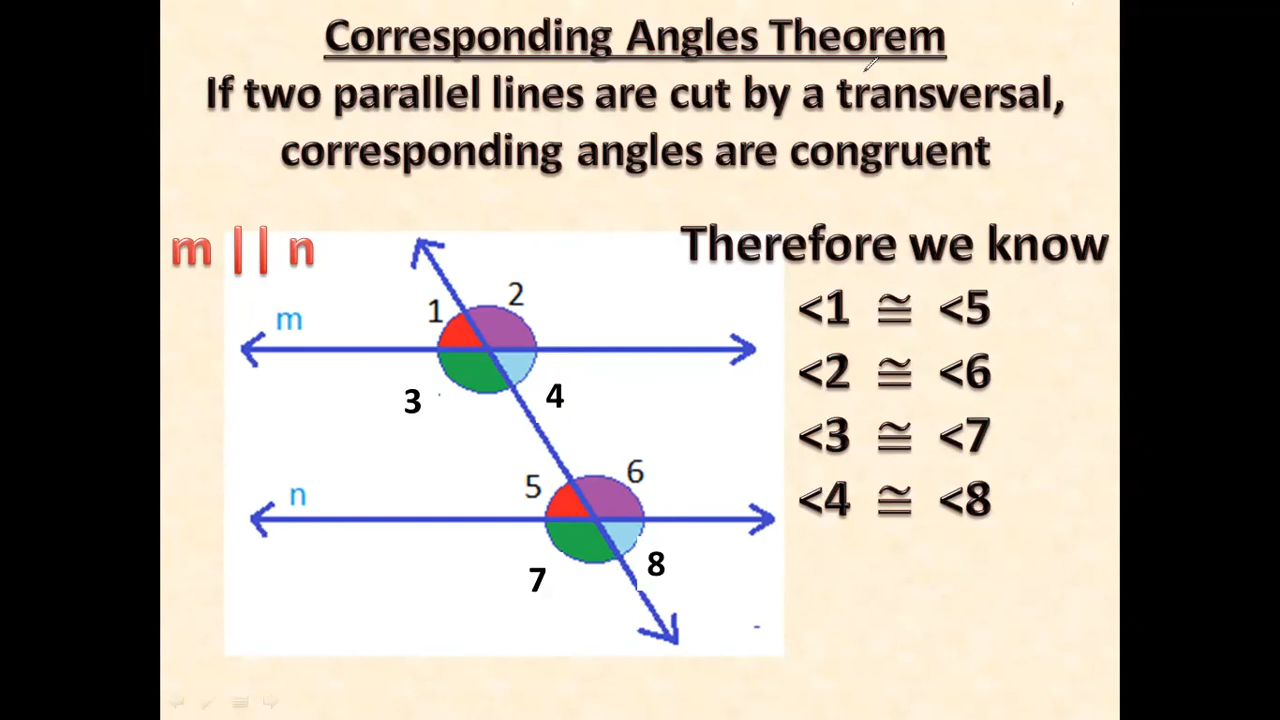 Corresponding Angles Theorem
If two parallel lines are cut by a transversal,
corresponding angles are congruent
m || n
Therefore we know
<1 ≅ <5
<2 ≅ <6
<3 ≅ <7
<4 ≅ <8
m
1
2
3
4
n
5
6
7
8